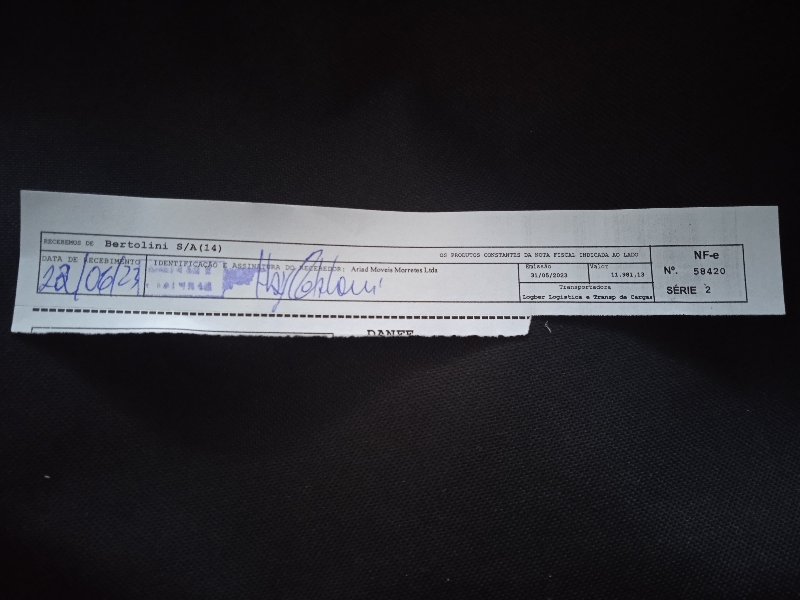 RECEBEMOS DE Bertolini S/A(14) OS PRODUTOS CONSTANTES DA NOTA FISCAL INDICADA AO LADO
NF-e
Nº. 58420
SÉRIE 2
DATA DE RECEBIMENTO
IDENTIFICAÇÃO E ASSINATURA DO RECEBEDOR: Ariad Moveis Morretes Ltda
Emissão
31/05/2023
Valor
11.981,13
Transportadora
Logber Logistica e Transp de Cargas
/06/23
DANFE